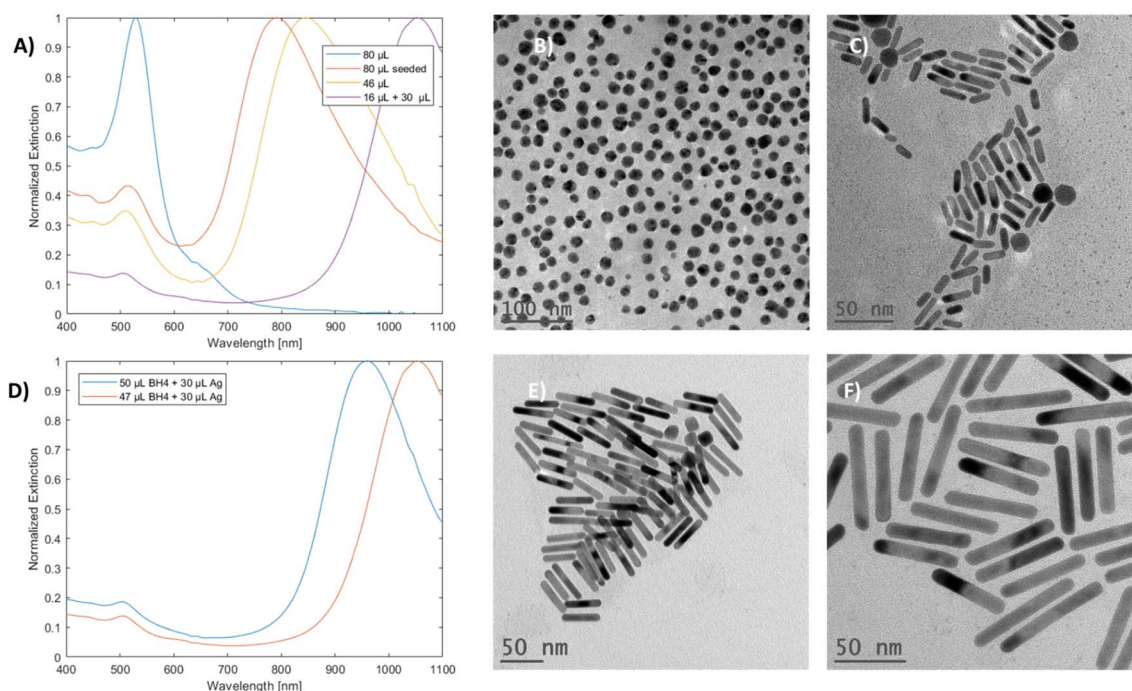 A)
1
0.9
0.8
0.7
0.6
0.5
0.4
0.3
0.2
0.1
0
Normalized Extinction
400 500 600 700 800 900 1000 1100
Wavelength [nm]
80 µL
80 µL seeded
46 µL
16 µL + 30 µL
B)
100 nm
C)
50 nm
D)
1
0.9
0.8
0.7
0.6
0.5
0.4
0.3
0.2
0.1
0
Normalized Extinction
400 500 600 700 800 900 1000 1100
Wavelength [nm]
50 µL BH4 + 30 µL Ag
47 µL BH4 + 30 µL Ag
E)
50 nm
F)
50 nm